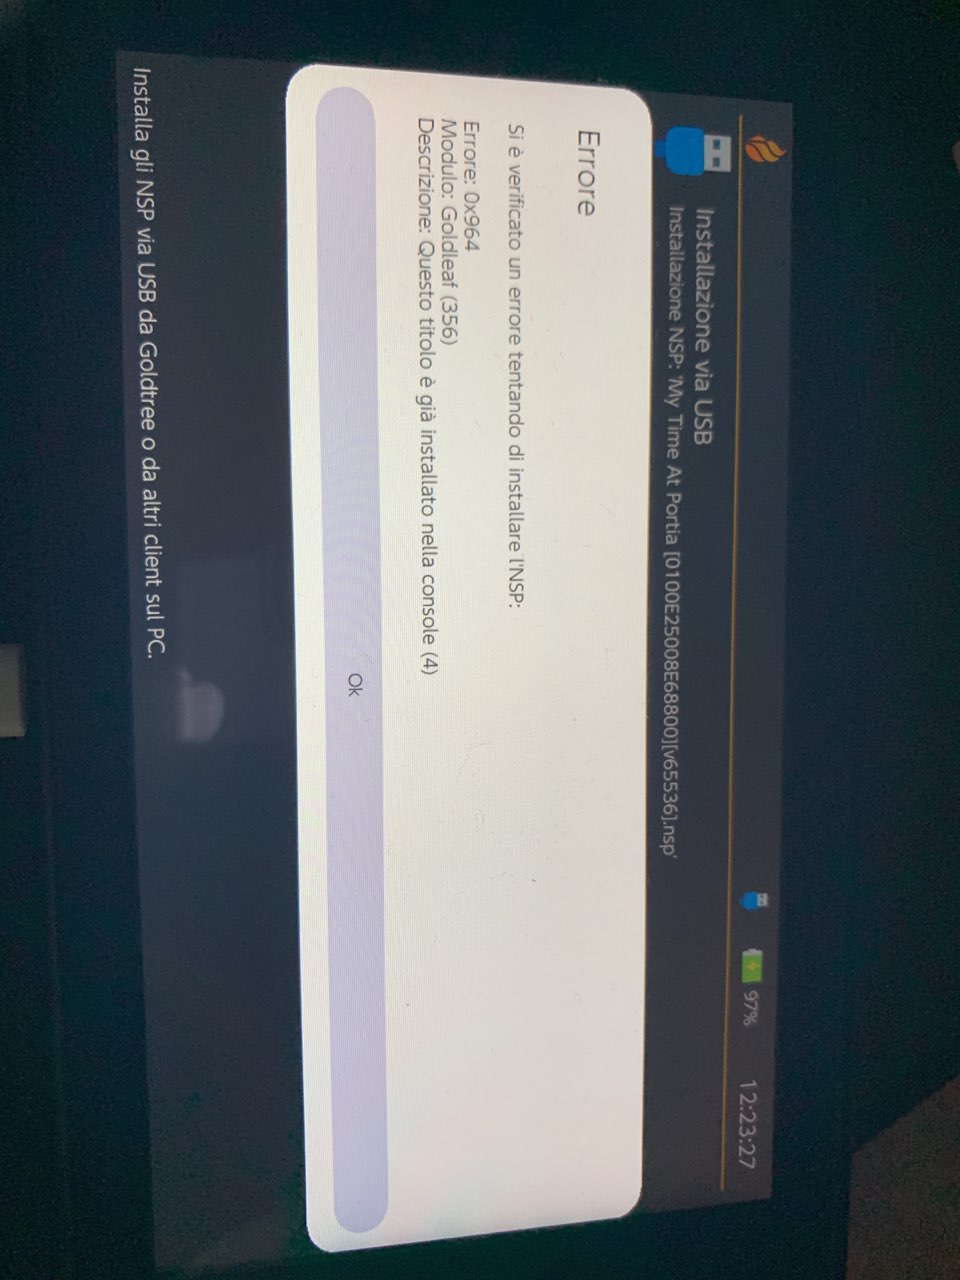 97%
12:23:27
Installazione via USB
Installazione NSP: 'My Time At Portia [0100E25008E68800][v65536].nsp'
Errore
Si è verificato un errore tentando di installare l'NSP:
Errore: 0x964
Modulo: Goldleaf (356)
Descrizione: Questo titolo è già installato nella console (4)
Ok
Installa gli NSP via USB da Goldtree o da altri client sul PC.